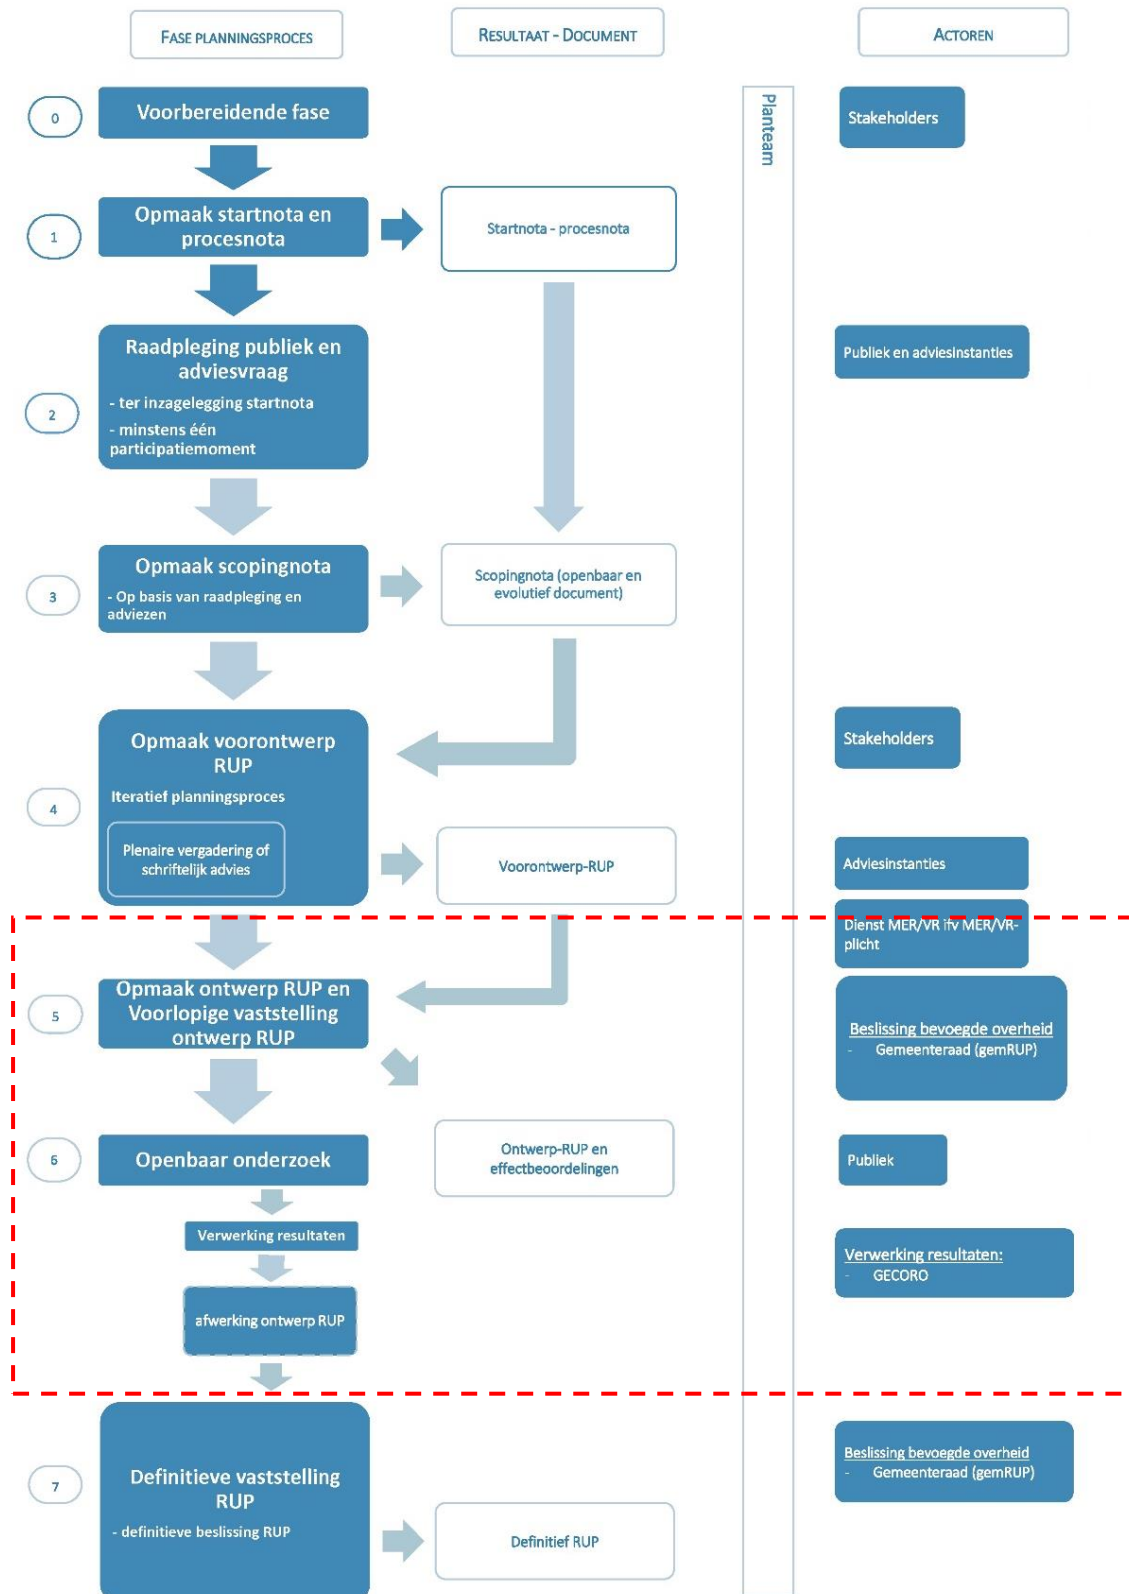 FASE PLANNINGSPROCES
RESULTAAT - DOCUMENT
ACTOREN
Planteam
0
Voorbereidende fase
Stakeholders
1
Opmaak startnota en
procesnota
Startnota - procesnota
2
Raadpleging publiek en
adviesvraag
- ter inzagelegging startnota
- minstens één
participatiemoment
Publiek en adviesinstanties
3
Opmaak scopingnota
- Op basis van raadpleging en
adviezen
Scopingnota (openbaar en
evolutief document)
4
Opmaak voorontwerp
RUP
Iteratief planningsproces
Plenaire vergadering of
schriftelijk advies
Voorontwerp-RUP
Stakeholders
Adviesinstanties
Dienst MER/VR ifv MER/VR-
plicht
5
Opmaak ontwerp RUP en
Voorlopige vaststelling
ontwerp RUP
Beslissing bevoegde overheid
- Gemeenteraad (gemRUP)
6
Openbaar onderzoek
Ontwerp-RUP en
effectbeoordelingen
Publiek
Verwerking resultaten
Verwerking resultaten:
- GECORO
afwerking ontwerp RUP
7
Definitieve vaststelling
RUP
- definitieve beslissing RUP
Definitief RUP
Beslissing bevoegde overheid
- Gemeenteraad (gemRUP)